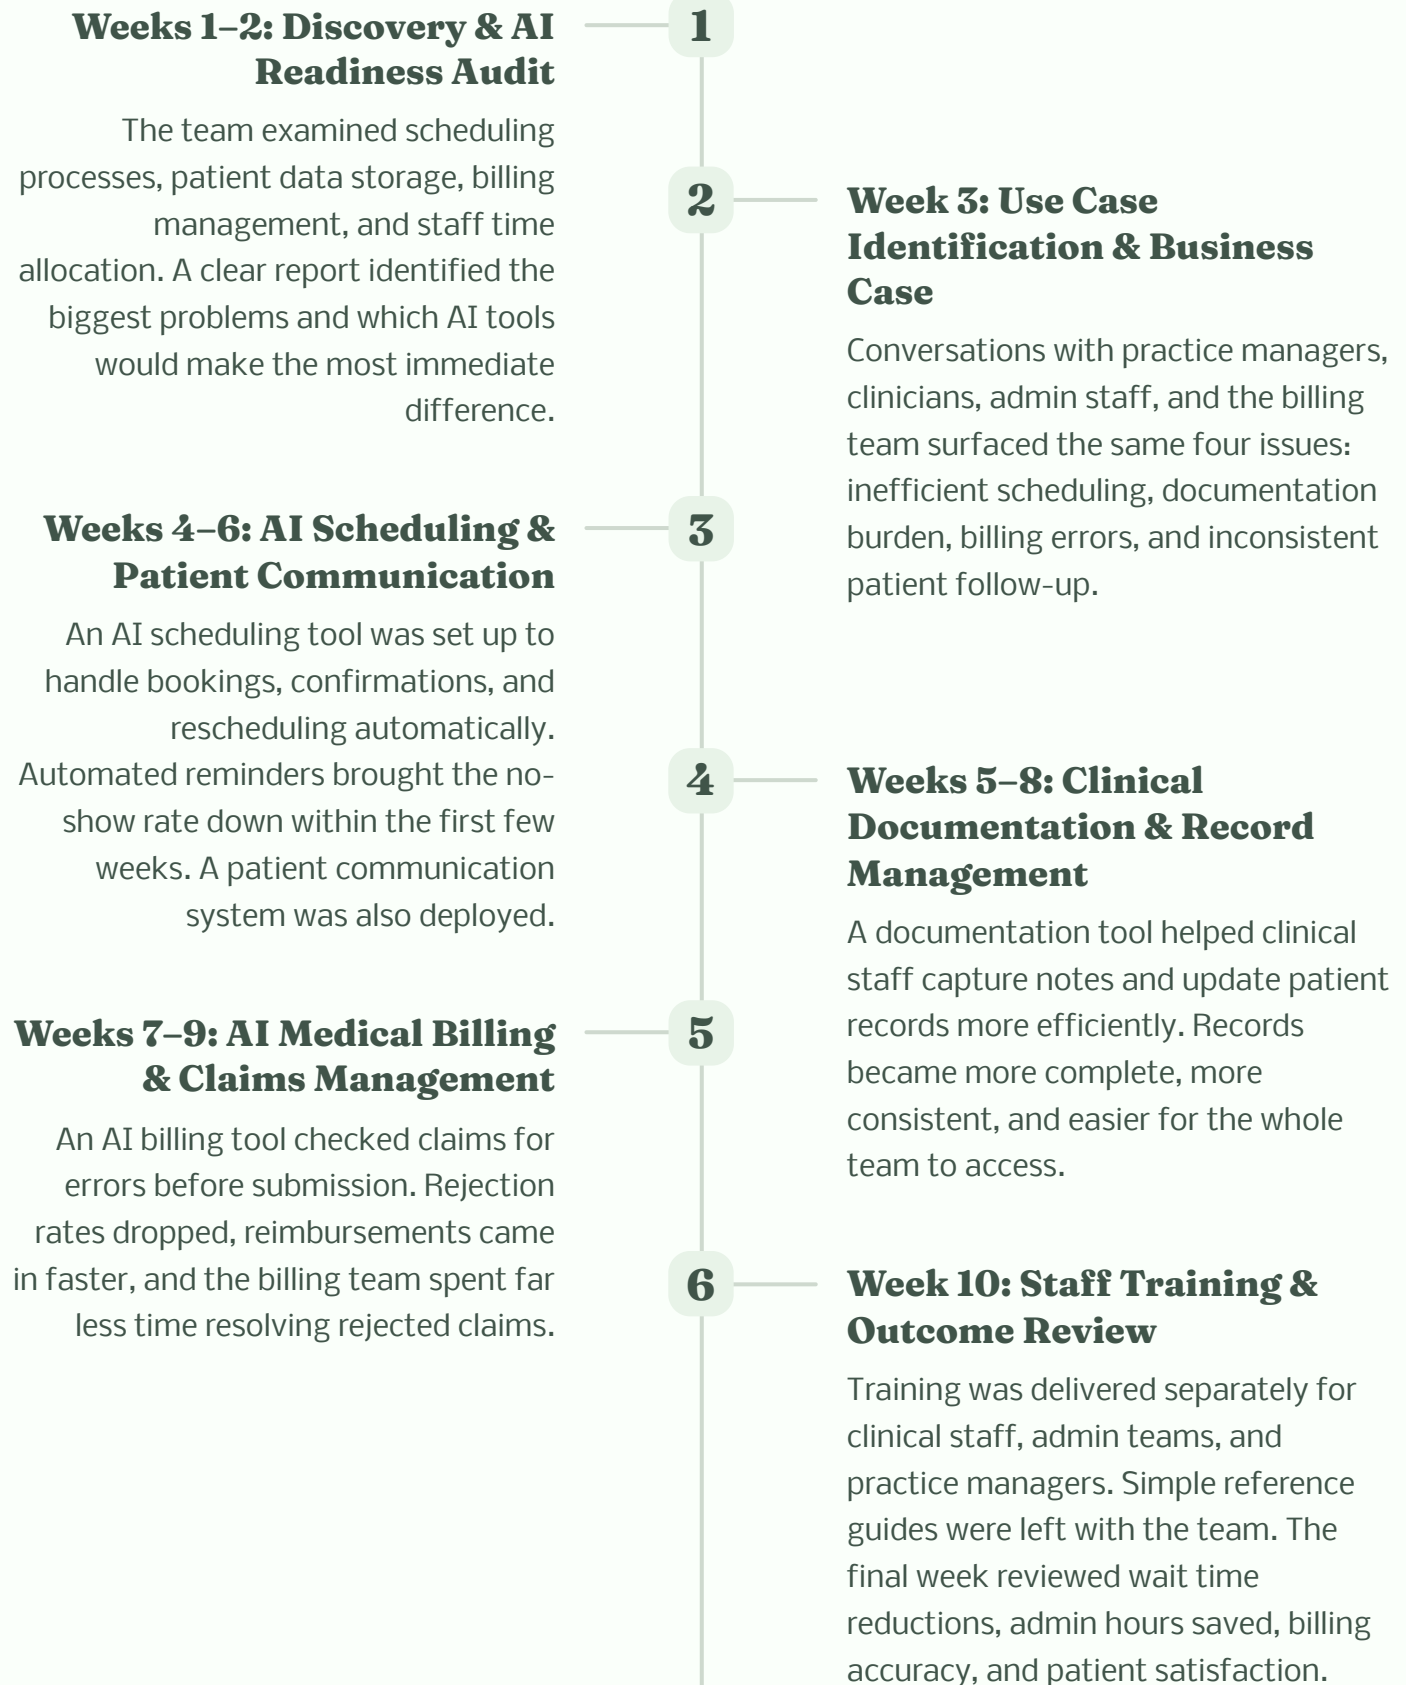 1
Weeks 1–2: Discovery & AI
Readiness Audit
The team examined scheduling
processes, patient data storage, billing
management, and staff time
allocation. A clear report identified the
biggest problems and which AI tools
would make the most immediate
difference.
2
Week 3: Use Case
Identification & Business
Case
Conversations with practice managers,
clinicians, admin staff, and the billing
team surfaced the same four issues:
inefficient scheduling, documentation
burden, billing errors, and inconsistent
patient follow-up.
3
Weeks 4–6: AI Scheduling &
Patient Communication
An AI scheduling tool was set up to
handle bookings, confirmations, and
rescheduling automatically.
Automated reminders brought the no-
show rate down within the first few
weeks. A patient communication
system was also deployed.
4
Weeks 5–8: Clinical
Documentation & Record
Management
A documentation tool helped clinical
staff capture notes and update patient
records more efficiently. Records
became more complete, more
consistent, and easier for the whole
team to access.
5
Weeks 7–9: AI Medical Billing
& Claims Management
An AI billing tool checked claims for
errors before submission. Rejection
rates dropped, reimbursements came
in faster, and the billing team spent far
less time resolving rejected claims.
6
Week 10: Staff Training &
Outcome Review
Training was delivered separately for
clinical staff, admin teams, and
practice managers. Simple reference
guides were left with the team. The
final week reviewed wait time
reductions, admin hours saved, billing
accuracy, and patient satisfaction.